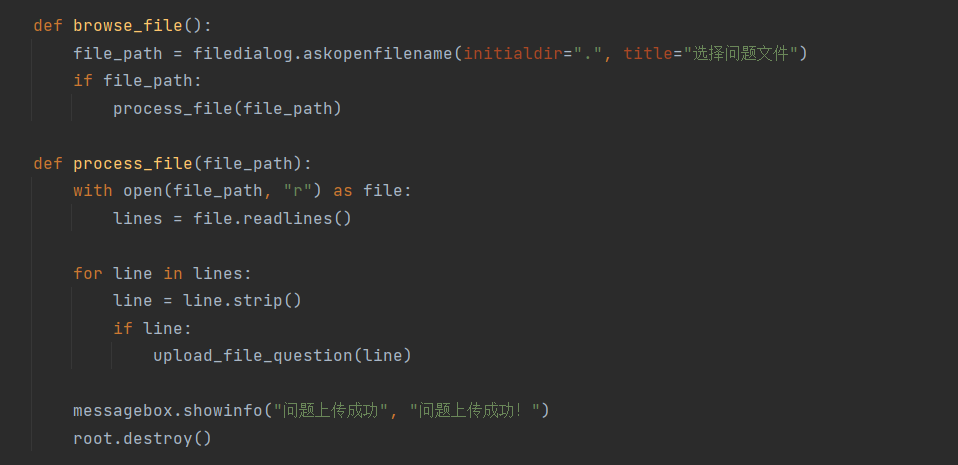 def browse_file():
    file_path = filedialog.askopenfilename(initialdir=".", title="选择问题文件")
    if file_path:
        process_file(file_path)

def process_file(file_path):
    with open(file_path, "r") as file:
        lines = file.readlines()

    for line in lines:
        line = line.strip()
        if line:
            upload_file_question(line)

    messagebox.showinfo("问题上传成功", "问题上传成功！")
    root.destroy()